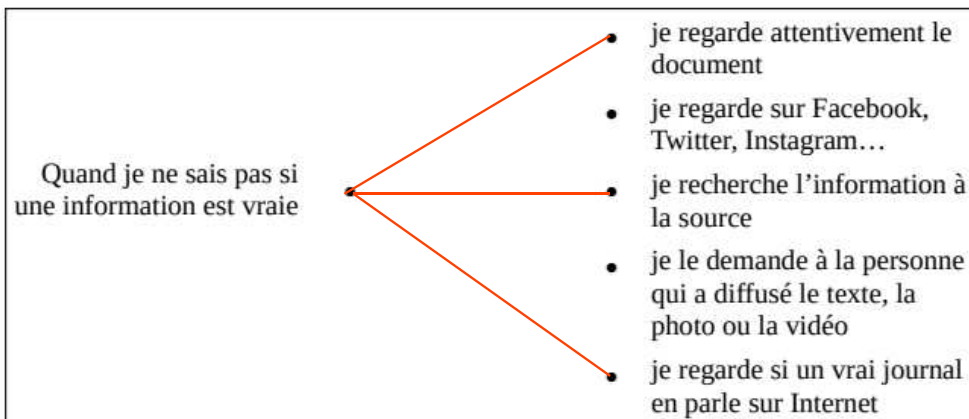 Quand je ne sais pas si
une information est vraie
je regarde attentivement le
document
je regarde sur Facebook,
Twitter, Instagram…
je recherche l’information à
la source
je le demande à la personne
qui a diffusé le texte, la
photo ou la vidéo
je regarde si un vrai journal
en parle sur Internet